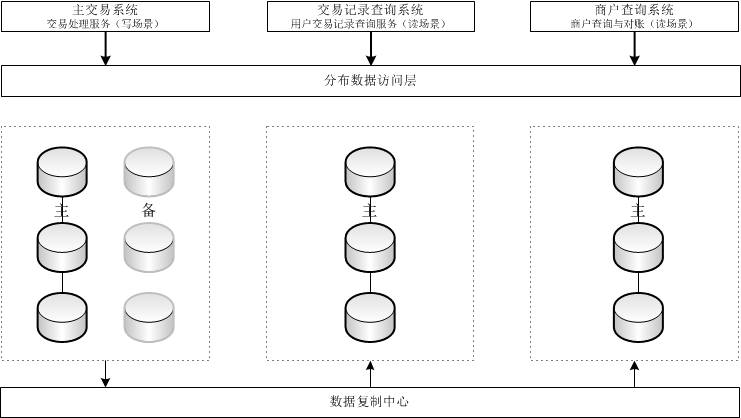 主交易系统
交易处理服务（写场景）
交易记录查询系统
用户交易记录查询服务（读场景）
商户查询系统
商户查询与对账（读场景）
分布数据访问层
主
备
主
主
数据复制中心